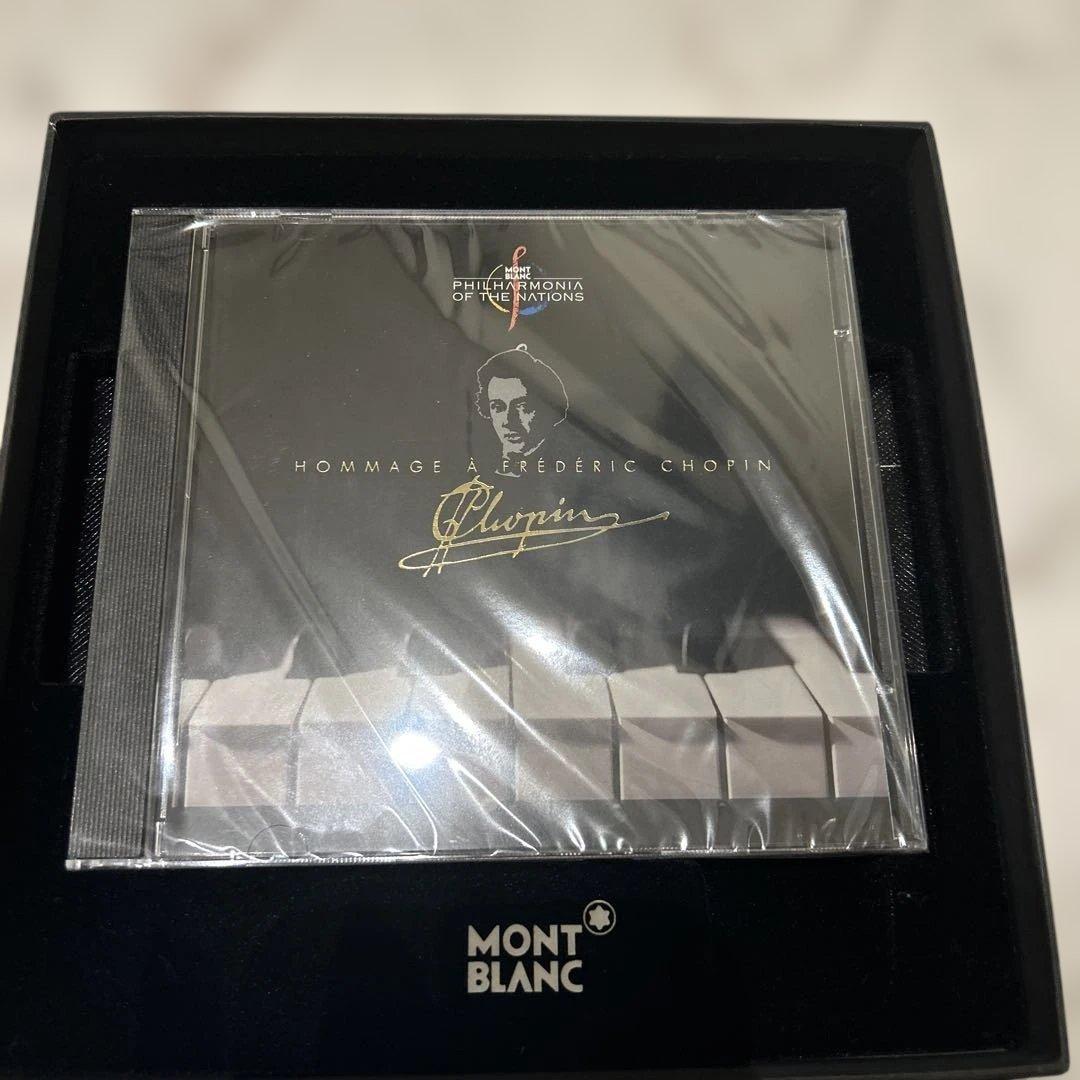 MONT
BLANC
PHILHARMONIA
OF THE NATIONS
HOMMAGE À FRÉDÉRIC CHOPIN
Chopin
MONT
BLANC